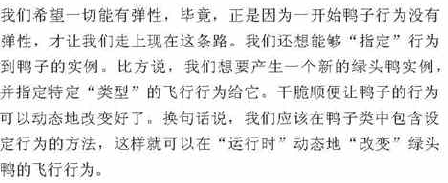 我们希望一切能有弹性，毕竟，正是因为一开始鸭子行为没有
弹性，才让我们走上现在这条路。我们还想能够“指定”行为
到鸭子的实例。比方说，我们想要产生一个新的绿头鸭实例，
并指定特定“类型”的飞行行为给它。干脆顺便让鸭子的行为
可以动态地改变好了。换句话说，我们应该在鸭子类中包含设
定行为的方法，这样就可以在“运行时”动态地“改变”绿头
鸭的飞行行为。